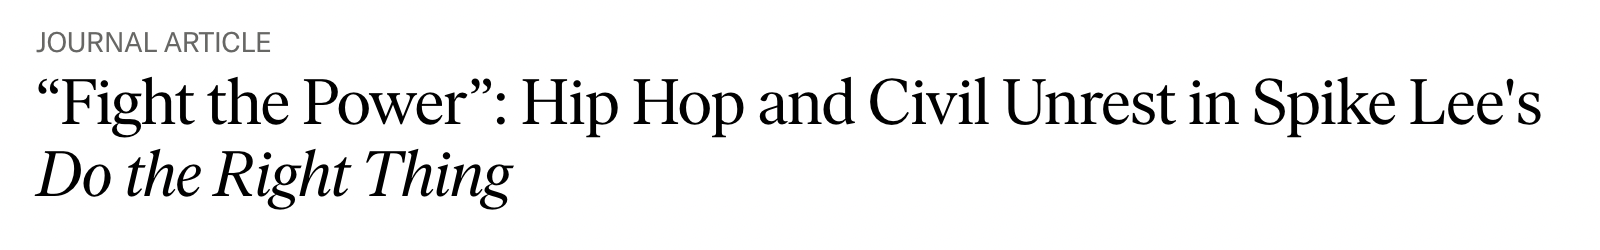 JOURNAL ARTICLE
“Fight the Power”: Hip Hop and Civil Unrest in Spike Lee's
Do the Right Thing